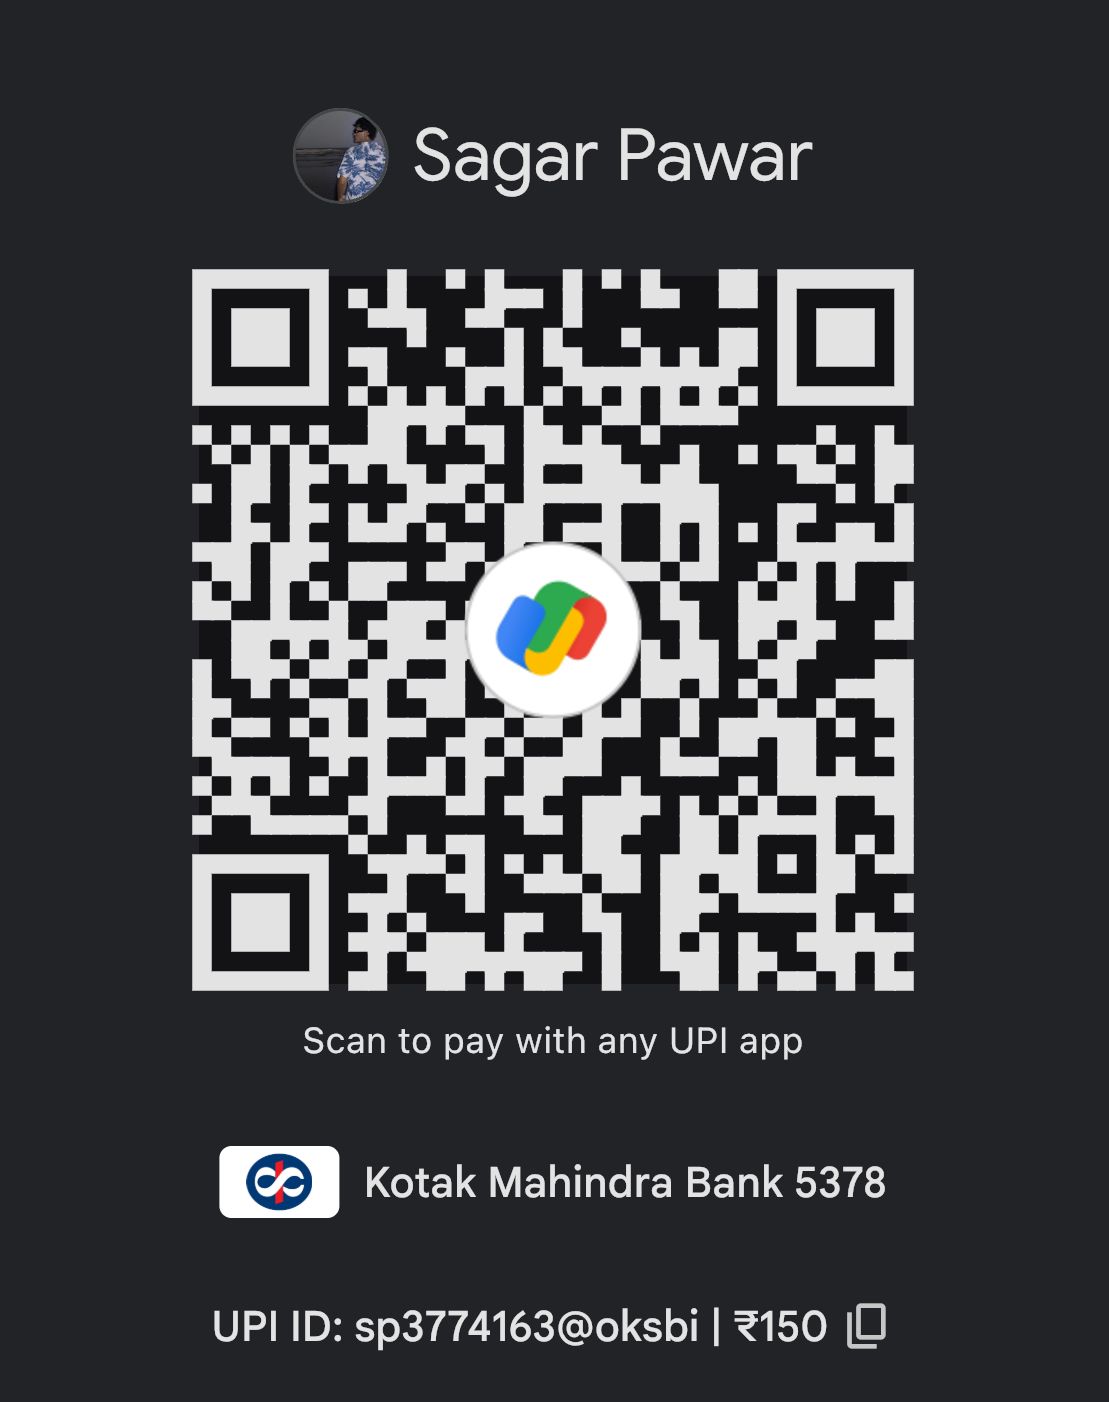 Sagar Pawar
Scan to pay with any UPI app
Kotak Mahindra Bank 5378
UPI ID: sp3774163@oksbi | ₹150